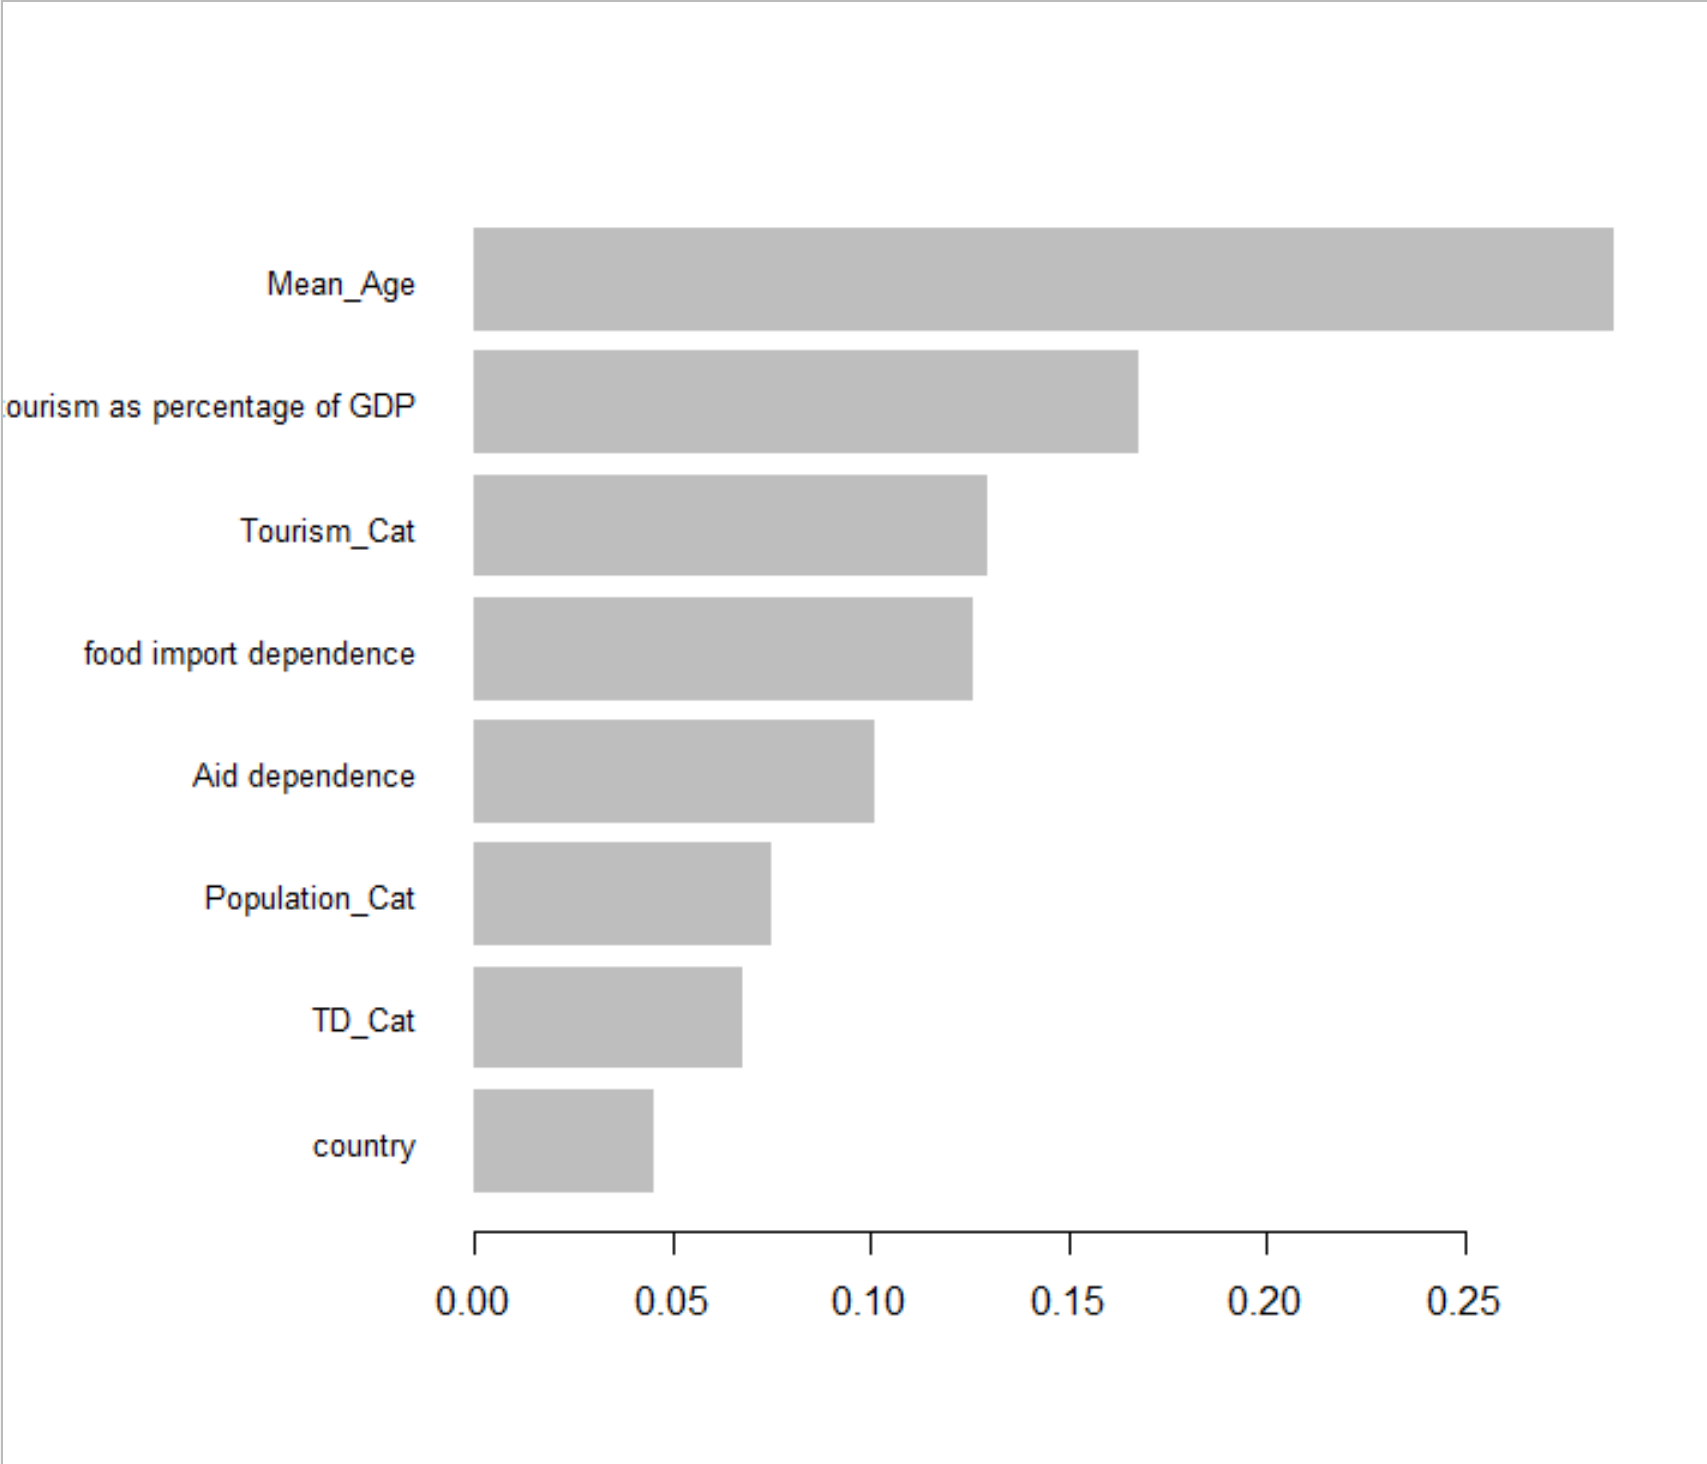 Mean_Age
ourism as percentage of GDP
Tourism_Cat
food import dependence
Aid dependence
Population_Cat
TD_Cat
country
0.00 0.05 0.10 0.15 0.20 0.25